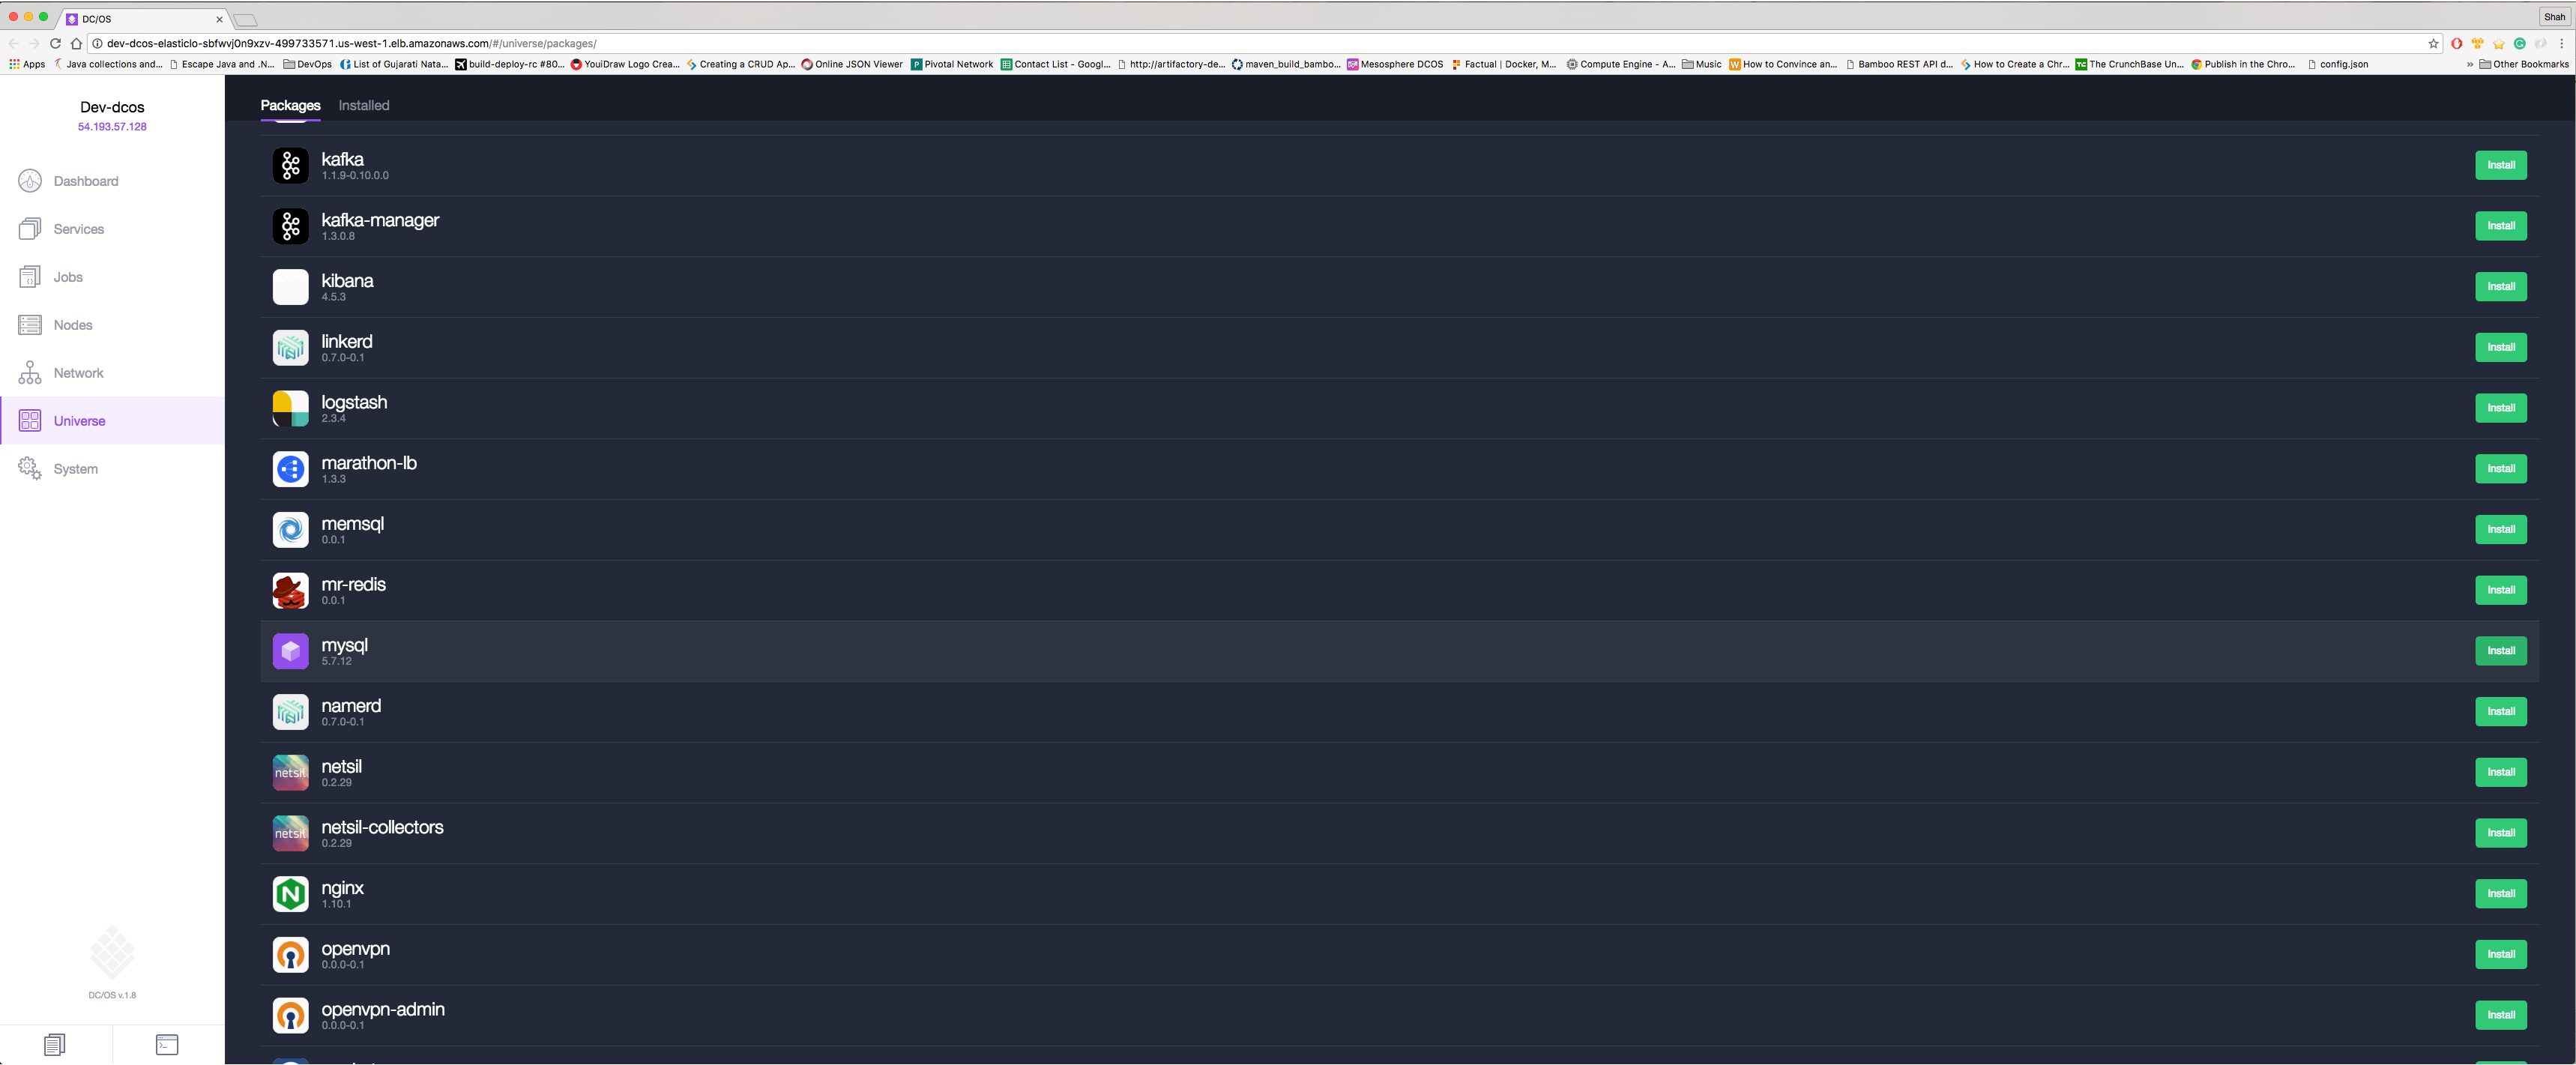 DC/OS
Shah
dev-dcos-elasticlo-sbfwvj0n9xzv-499733571.us-west-1.elb.amazonaws.com/#/universe/packages/
Apps Java collections and... Escape Java and .N... DevOps List of Gujarati Nata... build-deploy-rc #80... YouiDraw Logo Crea... Creating a CRUD Ap... Online JSON Viewer Pivotal Network Contact List - Googl... http://artifactory-de... maven_build_bambo... Mesosphere DCOS Factual | Docker, M... Compute Engine - A... Music How to Convince an... Bamboo REST API d... How to Create a Chr... The CrunchBase Un... Publish in the Chro... config.json » Other Bookmarks
Dev-dcos
54.193.57.128
Dashboard
Services
Jobs
Nodes
Network
Universe
System
DC/OS v.1.8
Packages Installed
kafka
1.1.9-0.10.0.0
Install
kafka-manager
1.3.0.8
Install
kibana
4.5.3
Install
linkerd
0.7.0-0.1
Install
logstash
2.3.4
Install
marathon-lb
1.3.3
Install
memsql
0.0.1
Install
mr-redis
0.0.1
Install
mysql
5.7.12
Install
namerd
0.7.0-0.1
Install
netsil
netsil
0.2.29
Install
netsil
netsil-collectors
0.2.29
Install
nginx
1.10.1
Install
openvpn
0.0.0-0.1
Install
openvpn-admin
0.0.0-0.1
Install